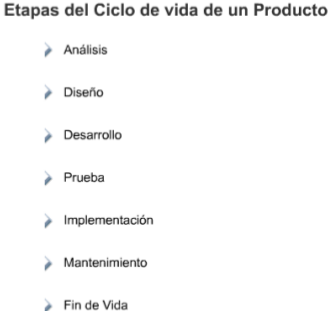 Etapas del Ciclo de vida de un Producto
Análisis
Diseño
Desarrollo
Prueba
Implementación
Mantenimiento
Fin de Vida